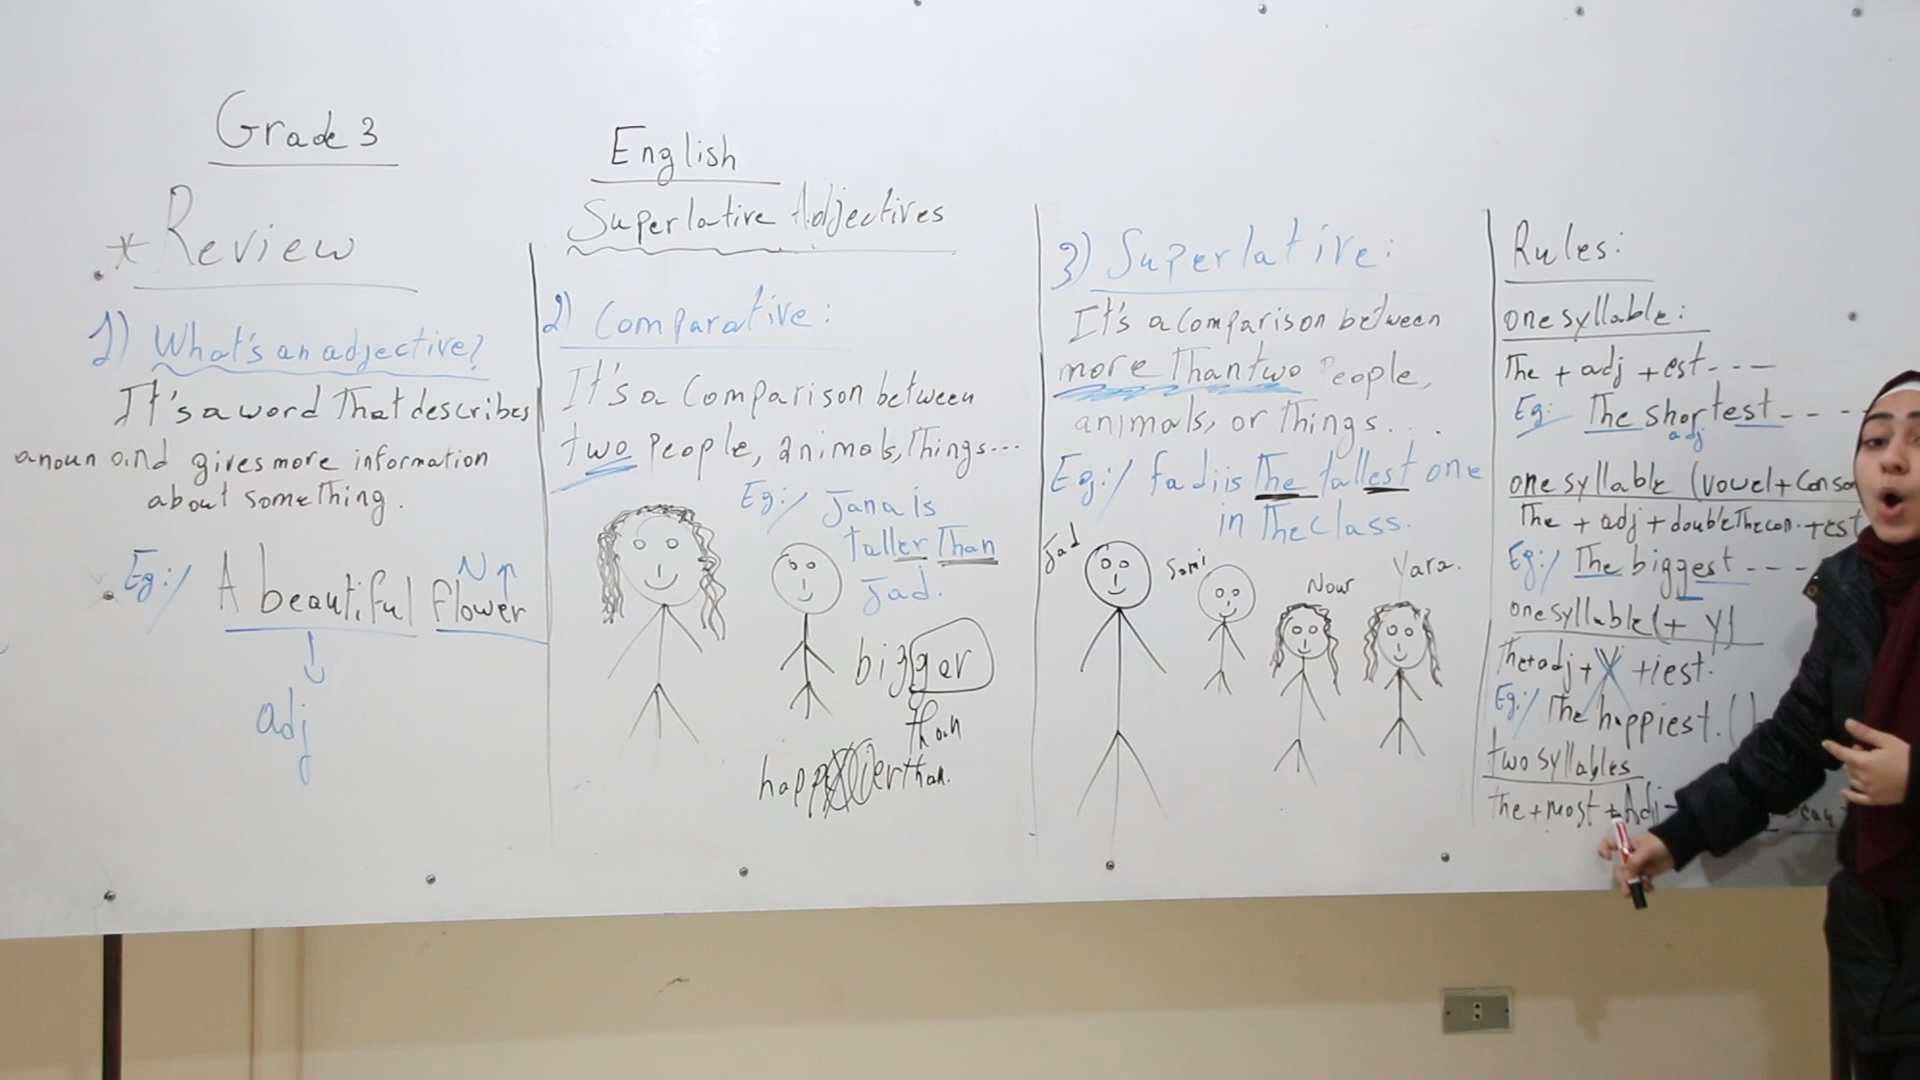 Grade 3
* Review
1) What's an adjective?
It's a word that describes
a noun and gives more information
about something.
Eg:/ A beautiful flower
N
adj
English
Superlative Adjectives
2) Comparative:
It's a comparison between
two people, animals, things...
Eg:/ Jana is
taller than
Jad.
bigger
than
happier than.
3) Superlative:
It's a comparison between
more than two people,
animals, or things...
Eg:/ fadi is the tallest one
in the class.
Jad
Sami
Nour
Yara.
Rules:
one syllable:
The + adj + est - - -
Eg: The shortest - - - -
adj
one syllable (vowel + Conso
The + adj + double the con. + est
Eg:/ The biggest - - - -
one syllable (+ y)
The + adj + y + iest.
Eg:/ The happiest. (
two syllables
the + most + Adj -